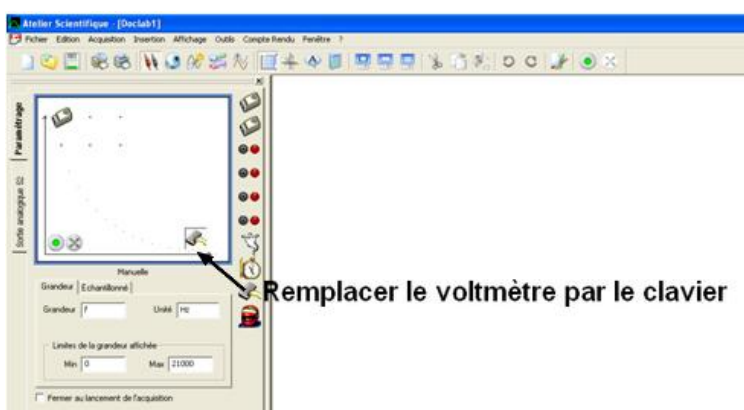 Atelier Scientifique - [Doclab1]
Fichier Edition Acquisition Insertion Affichage Outils Compte Rendu Fenêtre ?
Paramétrage
Sortie analogique S2
Manuelle
Remplacer le voltmètre par le clavier
Grandeur Echantillonné
Grandeur f Unité Hz
Limites de la grandeur affichée
Min 0 Max 21000
Fermer au lancement de l'acquisition